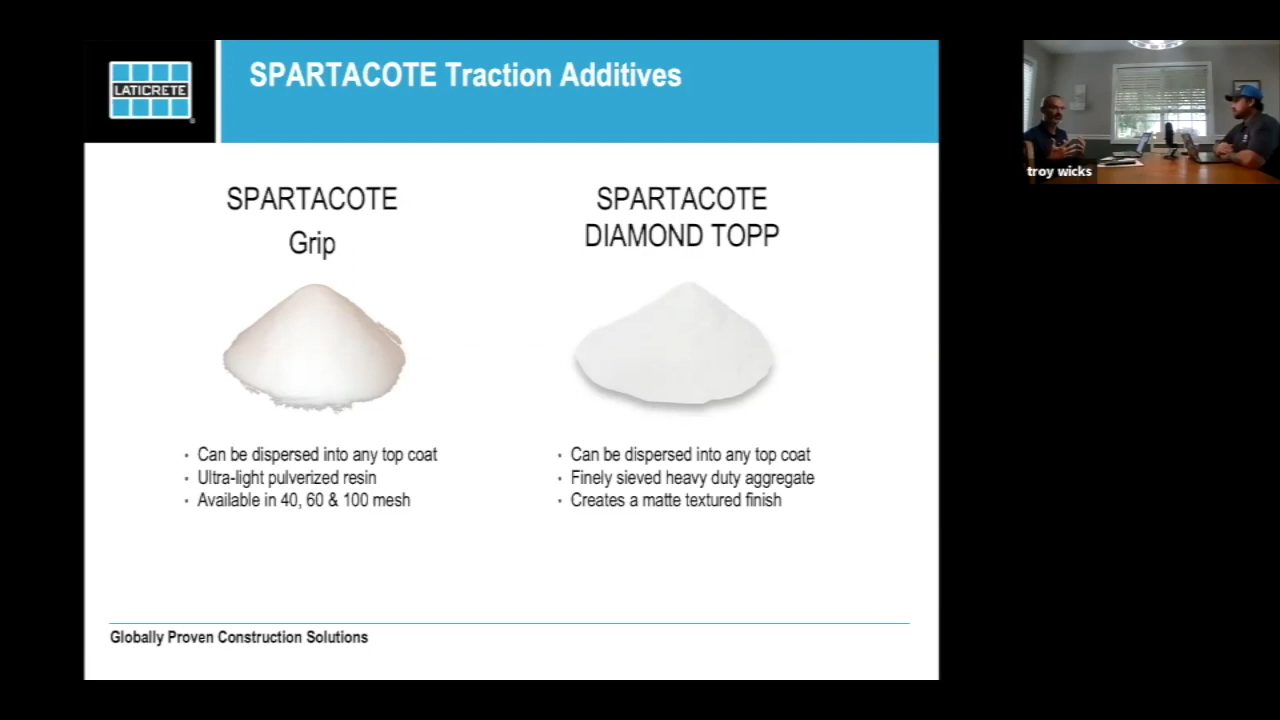 LATICRETE
SPARTACOTE Traction Additives
SPARTACOTE
Grip
· Can be dispersed into any top coat
· Ultra-light pulverized resin
· Available in 40, 60 & 100 mesh
SPARTACOTE
DIAMOND TOPP
· Can be dispersed into any top coat
· Finely sieved heavy duty aggregate
· Creates a matte textured finish
Globally Proven Construction Solutions
troy wicks